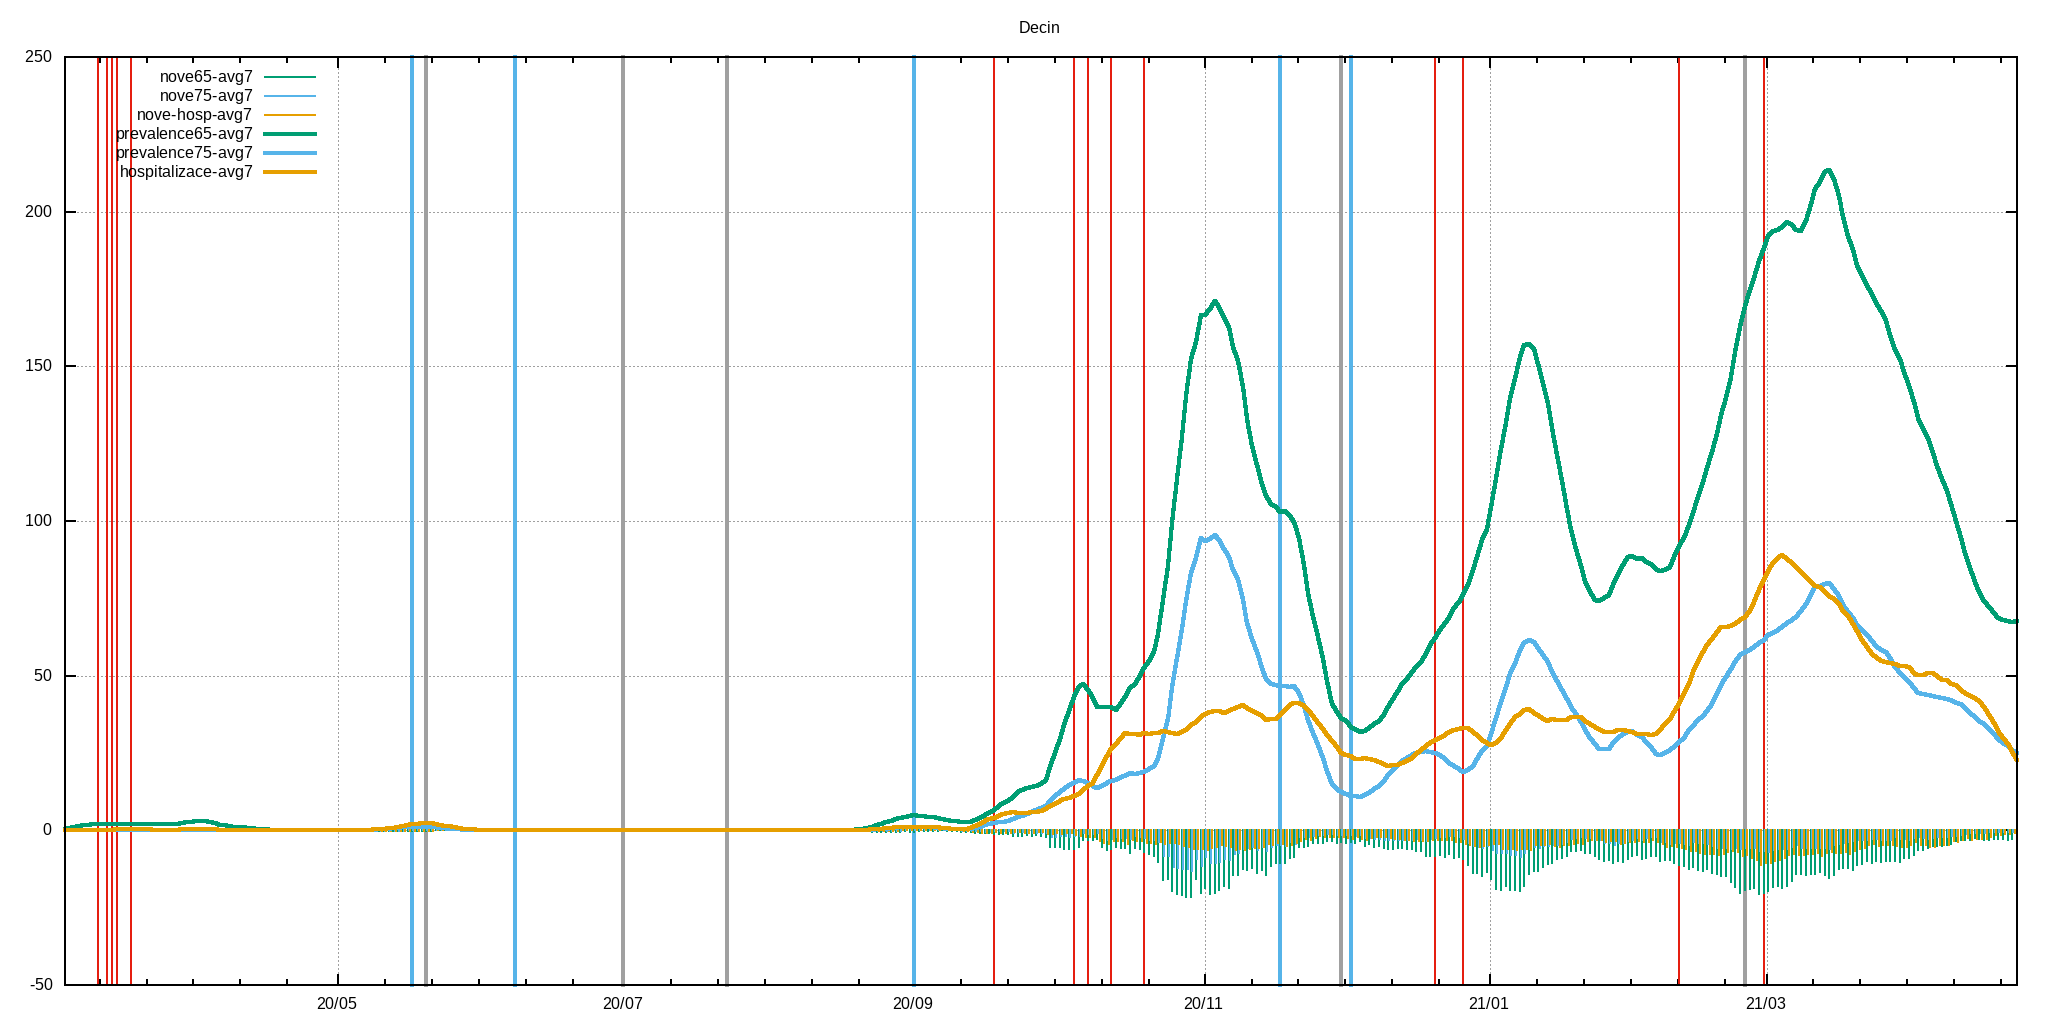 Decin
250
nove65-avg7
nove75-avg7
nove-hosp-avg7
prevalence65-avg7
prevalence75-avg7
hospitalizace-avg7
200
150
100
50
0
-50
20/05
20/07
20/09
20/11
21/01
21/03